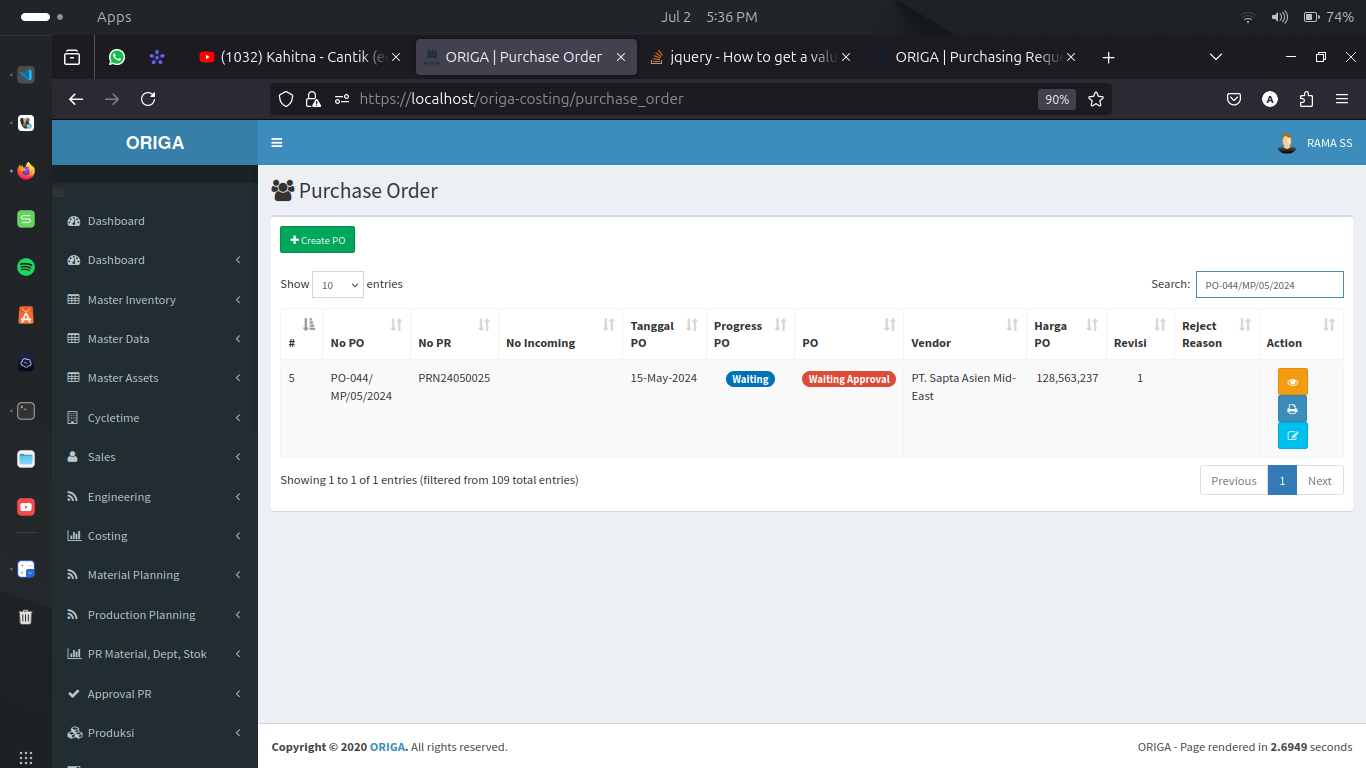 Apps
Jul 2 5:36 PM
74%
(1032) Kahitna - Cantik (
ORIGA | Purchase Order
jquery - How to get a valu
ORIGA | Purchasing Requ
https://localhost/origa-costing/purchase_order
90%
A
ORIGA
RAMA SS
Dashboard
Dashboard
Master Inventory
Master Data
Master Assets
Cycletime
Sales
Engineering
Costing
Material Planning
Production Planning
PR Material, Dept, Stok
Approval PR
Produksi
Purchase Order
Create PO
Show 10 entries
Search: PO-044/MP/05/2024
# No PO No PR No Incoming Tanggal PO Progress PO PO Vendor Harga PO Revisi Reject Reason Action
5 PO-044/MP/05/2024 PRN24050025 15-May-2024 Waiting Waiting Approval PT. Sapta Asien Mid-East 128,563,237 1
Showing 1 to 1 of 1 entries (filtered from 109 total entries)
Previous 1 Next
Copyright © 2020 ORIGA. All rights reserved.
ORIGA - Page rendered in 2.6949 seconds